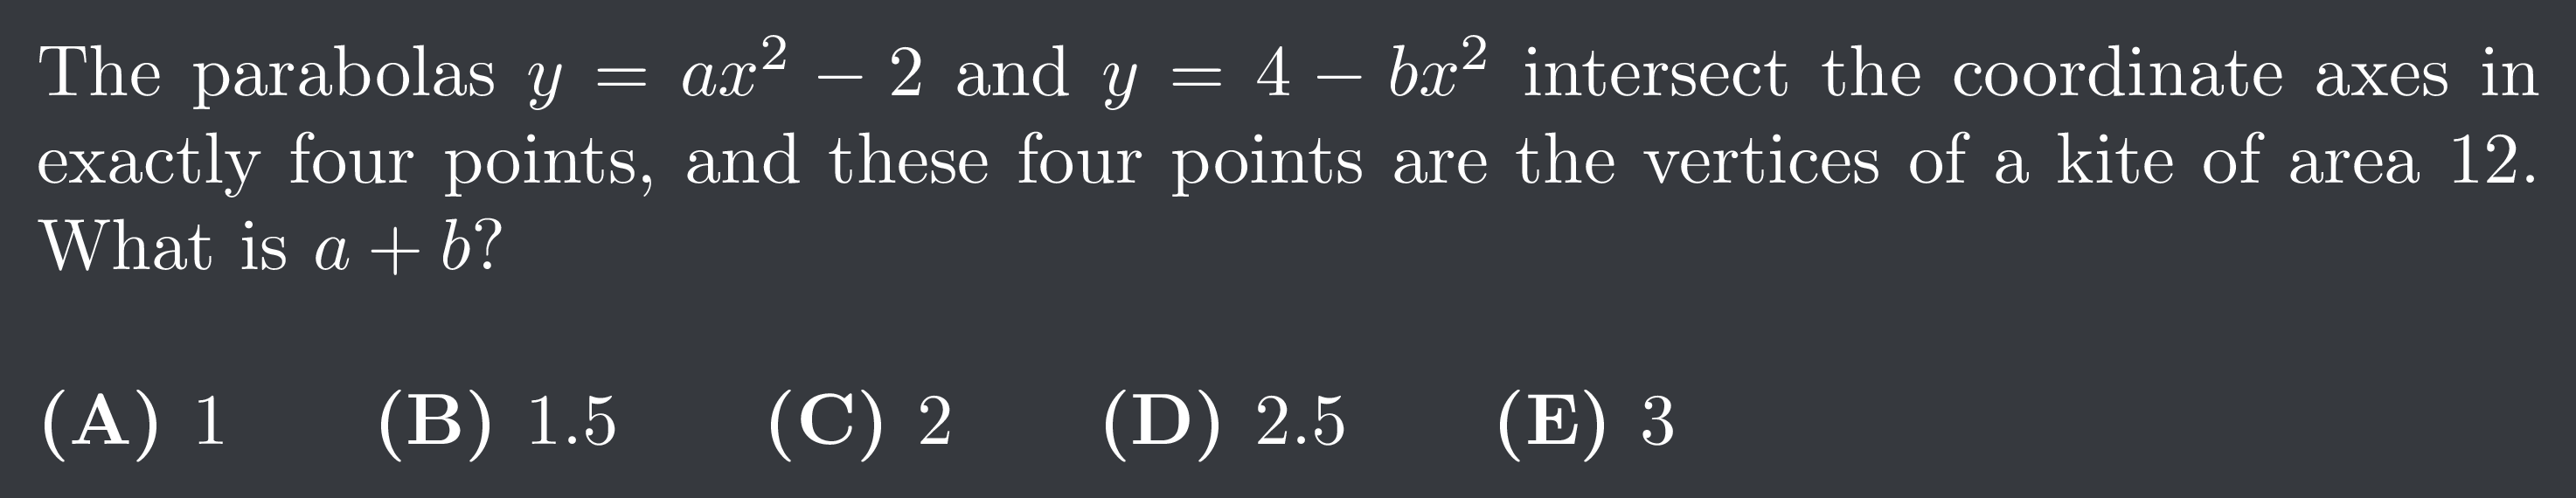 The parabolas y = ax² − 2 and y = 4 − bx² intersect the coordinate axes in
exactly four points, and these four points are the vertices of a kite of area 12.
What is a + b?
(A) 1 (B) 1.5 (C) 2 (D) 2.5 (E) 3